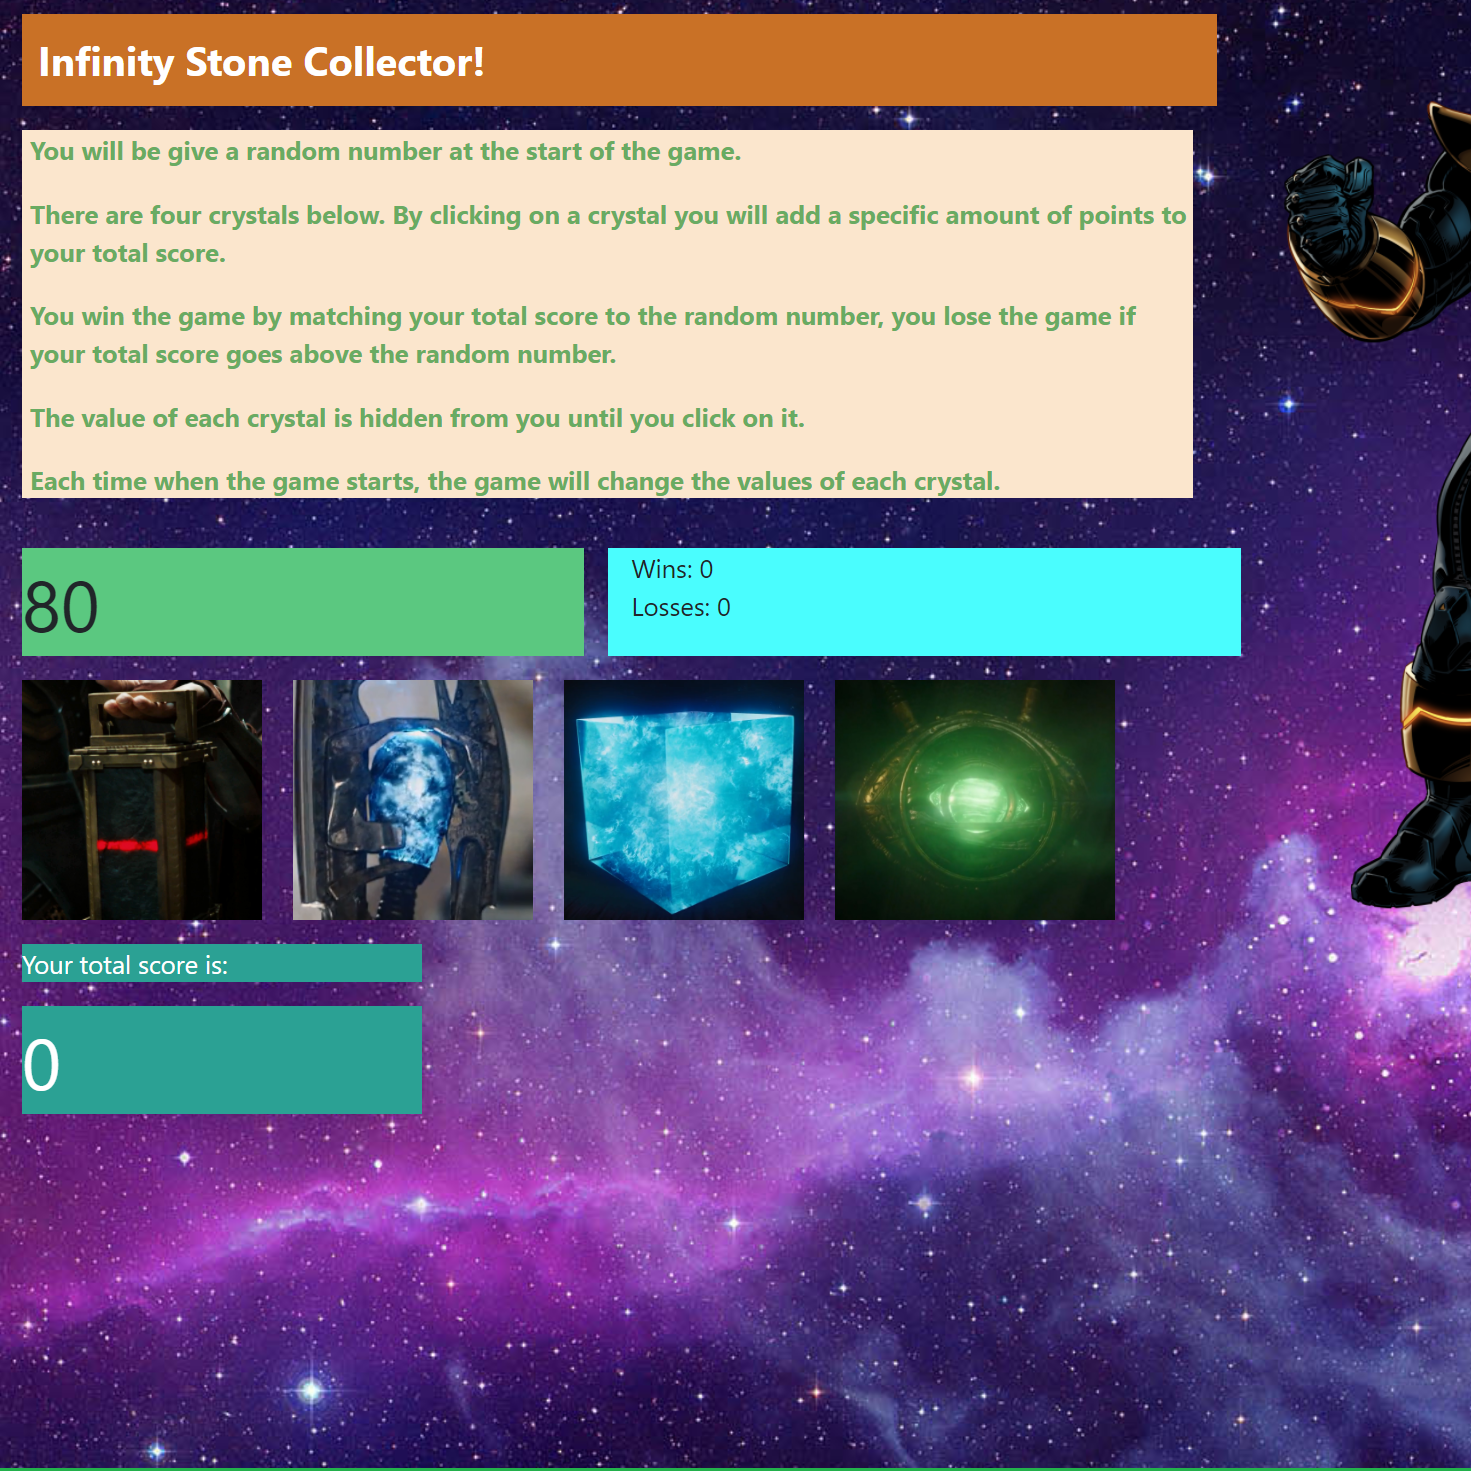 Infinity Stone Collector!
You will be give a random number at the start of the game.
There are four crystals below. By clicking on a crystal you will add a specific amount of points to
your total score.
You win the game by matching your total score to the random number, you lose the game if
your total score goes above the random number.
The value of each crystal is hidden from you until you click on it.
Each time when the game starts, the game will change the values of each crystal.
80
Wins: 0
Losses: 0
Your total score is:
0